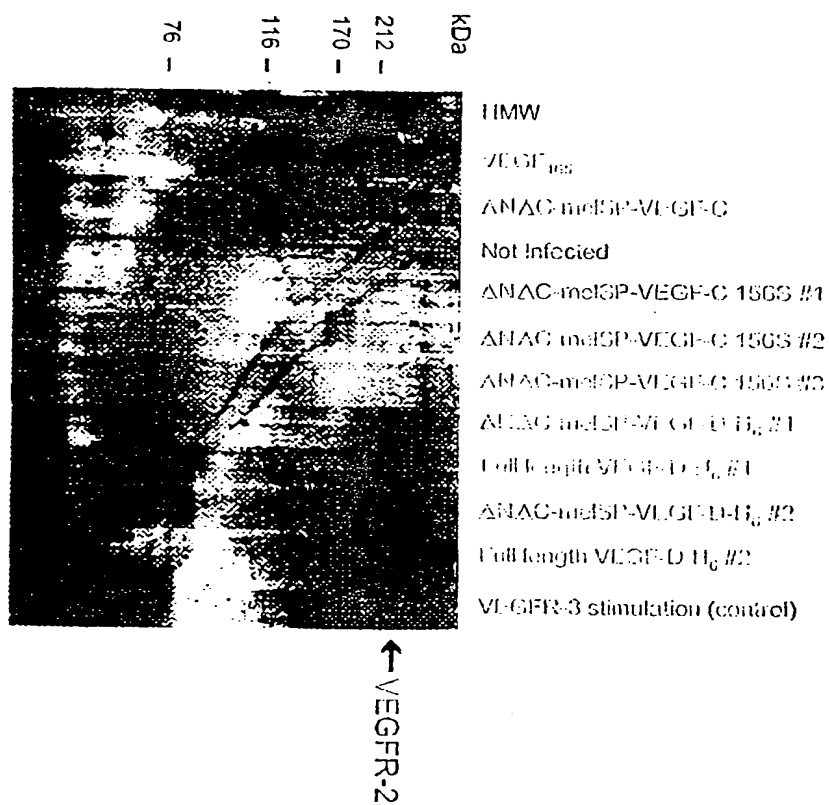 kDa
212 –
170 –
116 –
76 –
HMW
VEGF
ΔNΔC-melSP-VEGF-C
Not Infected
ΔNΔC-melSP-VEGF-C 156S #1
ΔNΔC-melSP-VEGF-C 156S #2
ΔNΔC-melSP-VEGF-C 156S #3
ΔNΔC-melSP-VEGF-D-H₆ #1
Full length VEGF-D-H₆ #1
ΔNΔC-melSP-VEGF-D-H₆ #2
Full length VEGF-D-H₆ #2
VEGFR-3 stimulation (control)
←VEGFR-2